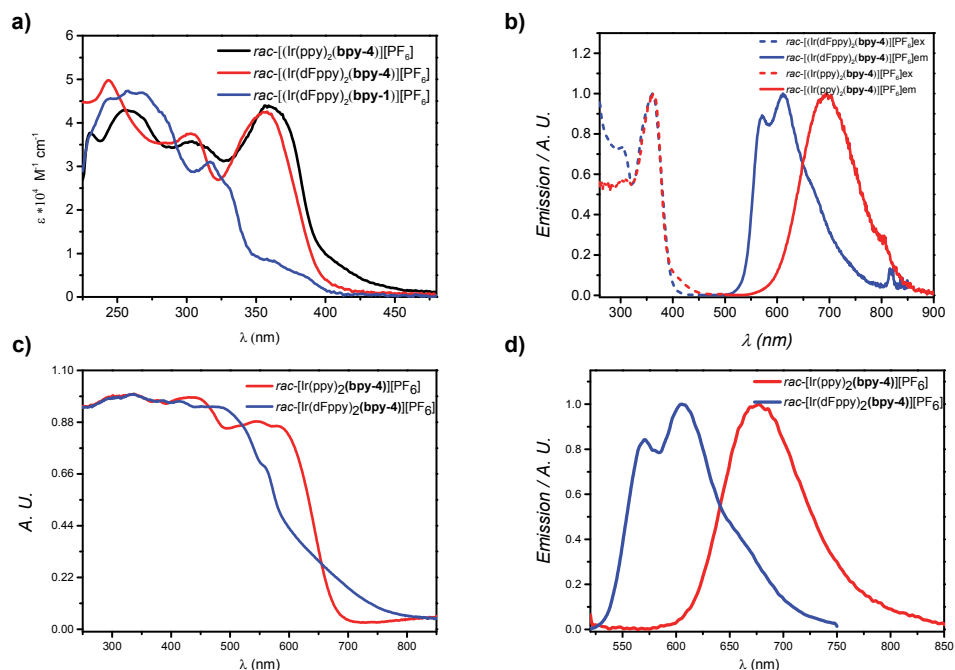 a)
6
5
4
3
2
1
0
ε *10⁴ M⁻¹ cm⁻¹
rac-[(Ir(ppy)₂(bpy-4)][PF₆]
rac-[(Ir(dFppy)₂(bpy-4)][PF₆]
rac-[(Ir(dFppy)₂(bpy-1)][PF₆]
250 300 350 400 450
λ (nm)
b)
1.2
1.0
0.8
0.6
0.4
0.2
0.0
Emission / A. U.
rac-[(Ir(dFppy)₂(bpy-4)][PF₆]ex
rac-[(Ir(dFppy)₂(bpy-4)][PF₆]em
rac-[(Ir(ppy)₂(bpy-4)][PF₆]ex
rac-[(Ir(ppy)₂(bpy-4)][PF₆]em
300 400 500 600 700 800 900
λ (nm)
c)
1.10
0.88
0.66
0.44
0.22
0.00
A. U.
rac-[Ir(ppy)₂(bpy-4)][PF₆]
rac-[Ir(dFppy)₂(bpy-4)][PF₆]
300 400 500 600 700 800
λ (nm)
d)
1.0
0.8
0.6
0.4
0.2
0.0
Emission / A. U.
rac-[Ir(ppy)₂(bpy-4)][PF₆]
rac-[Ir(dFppy)₂(bpy-4)][PF₆]
550 600 650 700 750 800 850
λ (nm)